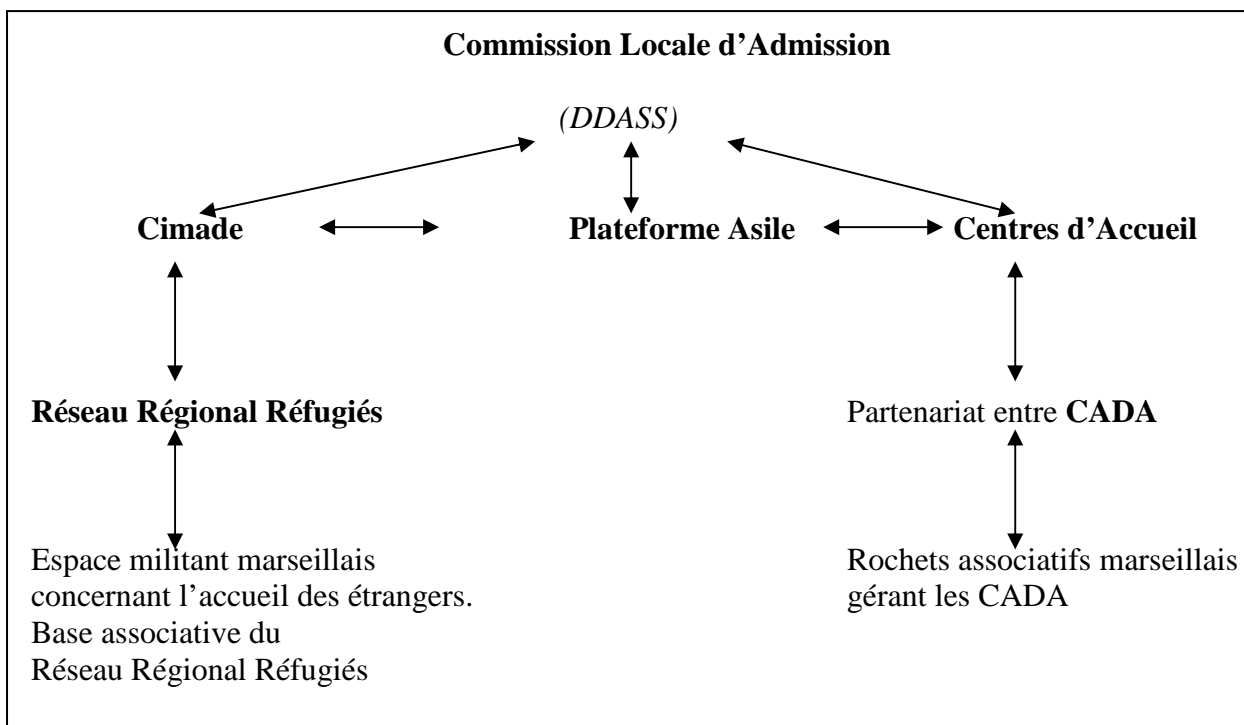 Commission Locale d’Admission
(DDASS)
Cimade
Plateforme Asile
Centres d’Accueil
Réseau Régional Réfugiés
Partenariat entre CADA
Espace militant marseillais
concernant l’accueil des étrangers.
Base associative du
Réseau Régional Réfugiés
Rochets associatifs marseillais
gérant les CADA